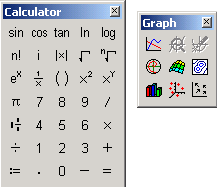 Calculator
Graph
sin cos tan ln log
n! i |×| √ ⁿ√
eˣ 1/x ( ) x² xʸ
π 7 8 9 /
4 5 6 ×
÷ 1 2 3 +
:= . 0 − =